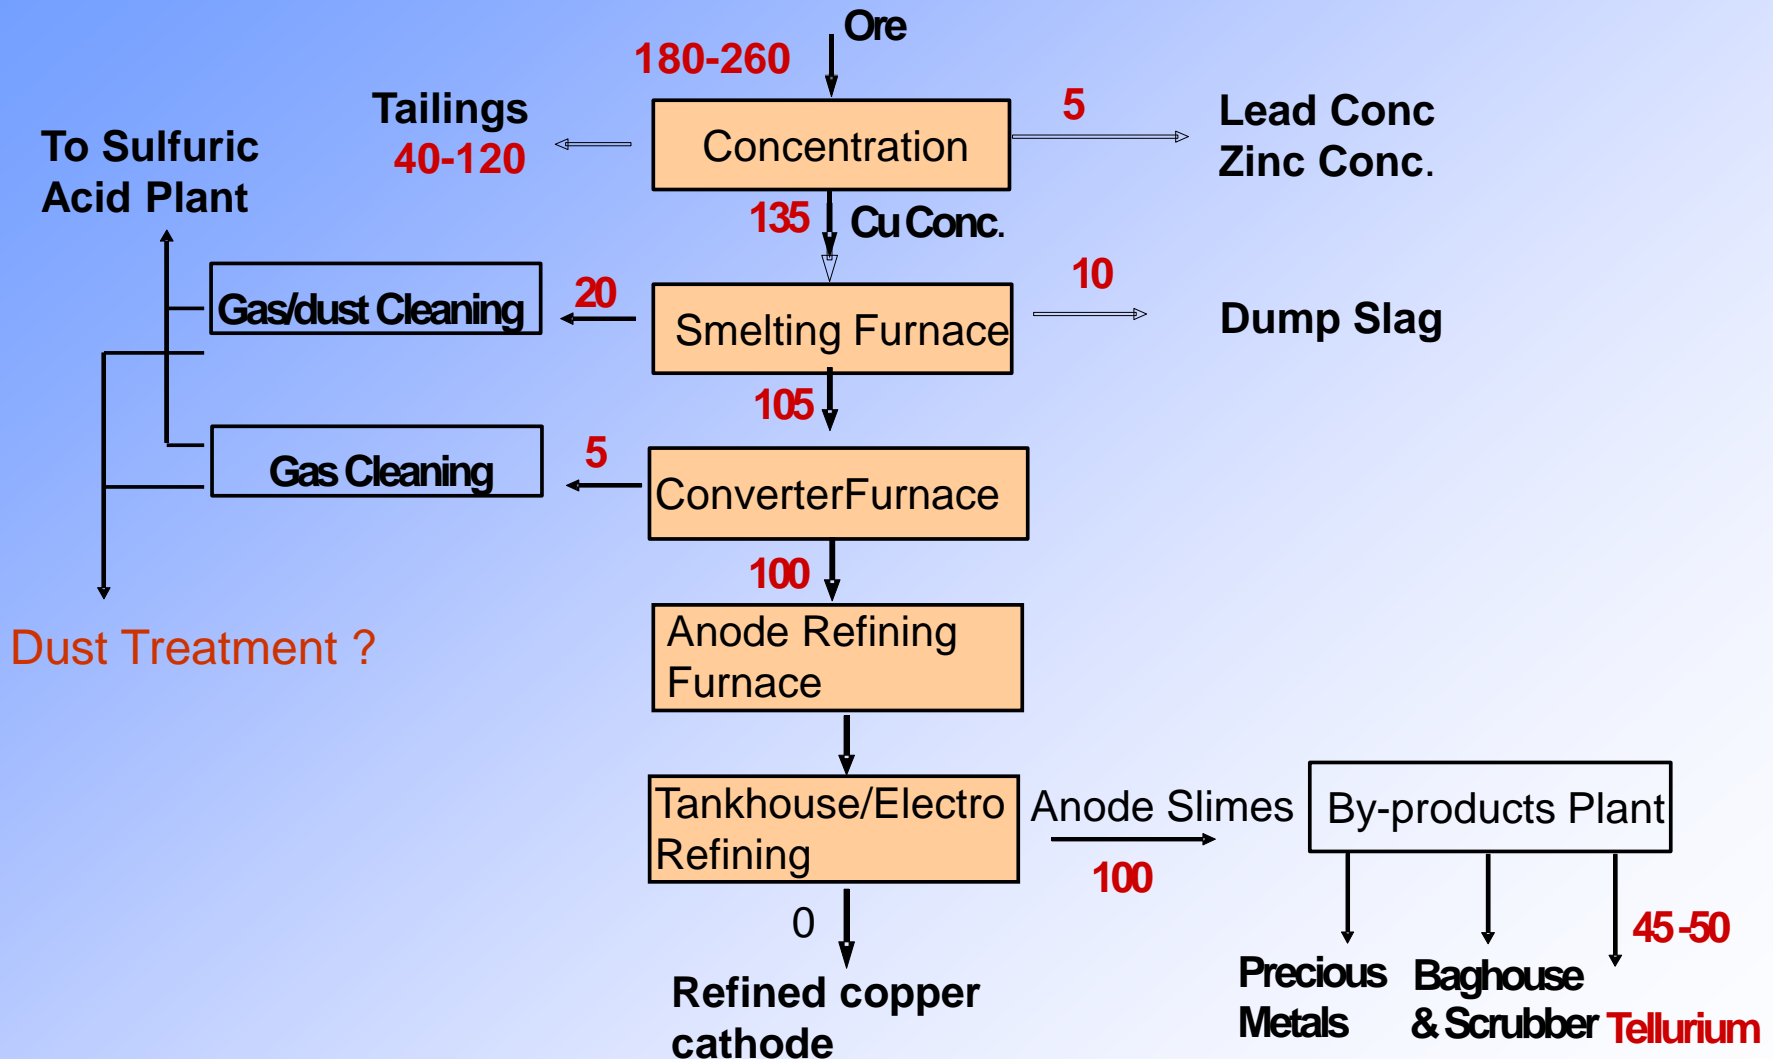 Ore
180-260
Tailings
40-120
5
Lead Conc
Zinc Conc.
Concentration
To Sulfuric
Acid Plant
135
Cu Conc.
Gas/dust Cleaning
20
Smelting Furnace
10
Dump Slag
105
Gas Cleaning
5
ConverterFurnace
100
Dust Treatment ?
Anode Refining
Furnace
Tankhouse/Electro
Refining
Anode Slimes
100
By-products Plant
0
45-50
Refined copper
cathode
Precious
Metals
Baghouse
& Scrubber
Tellurium